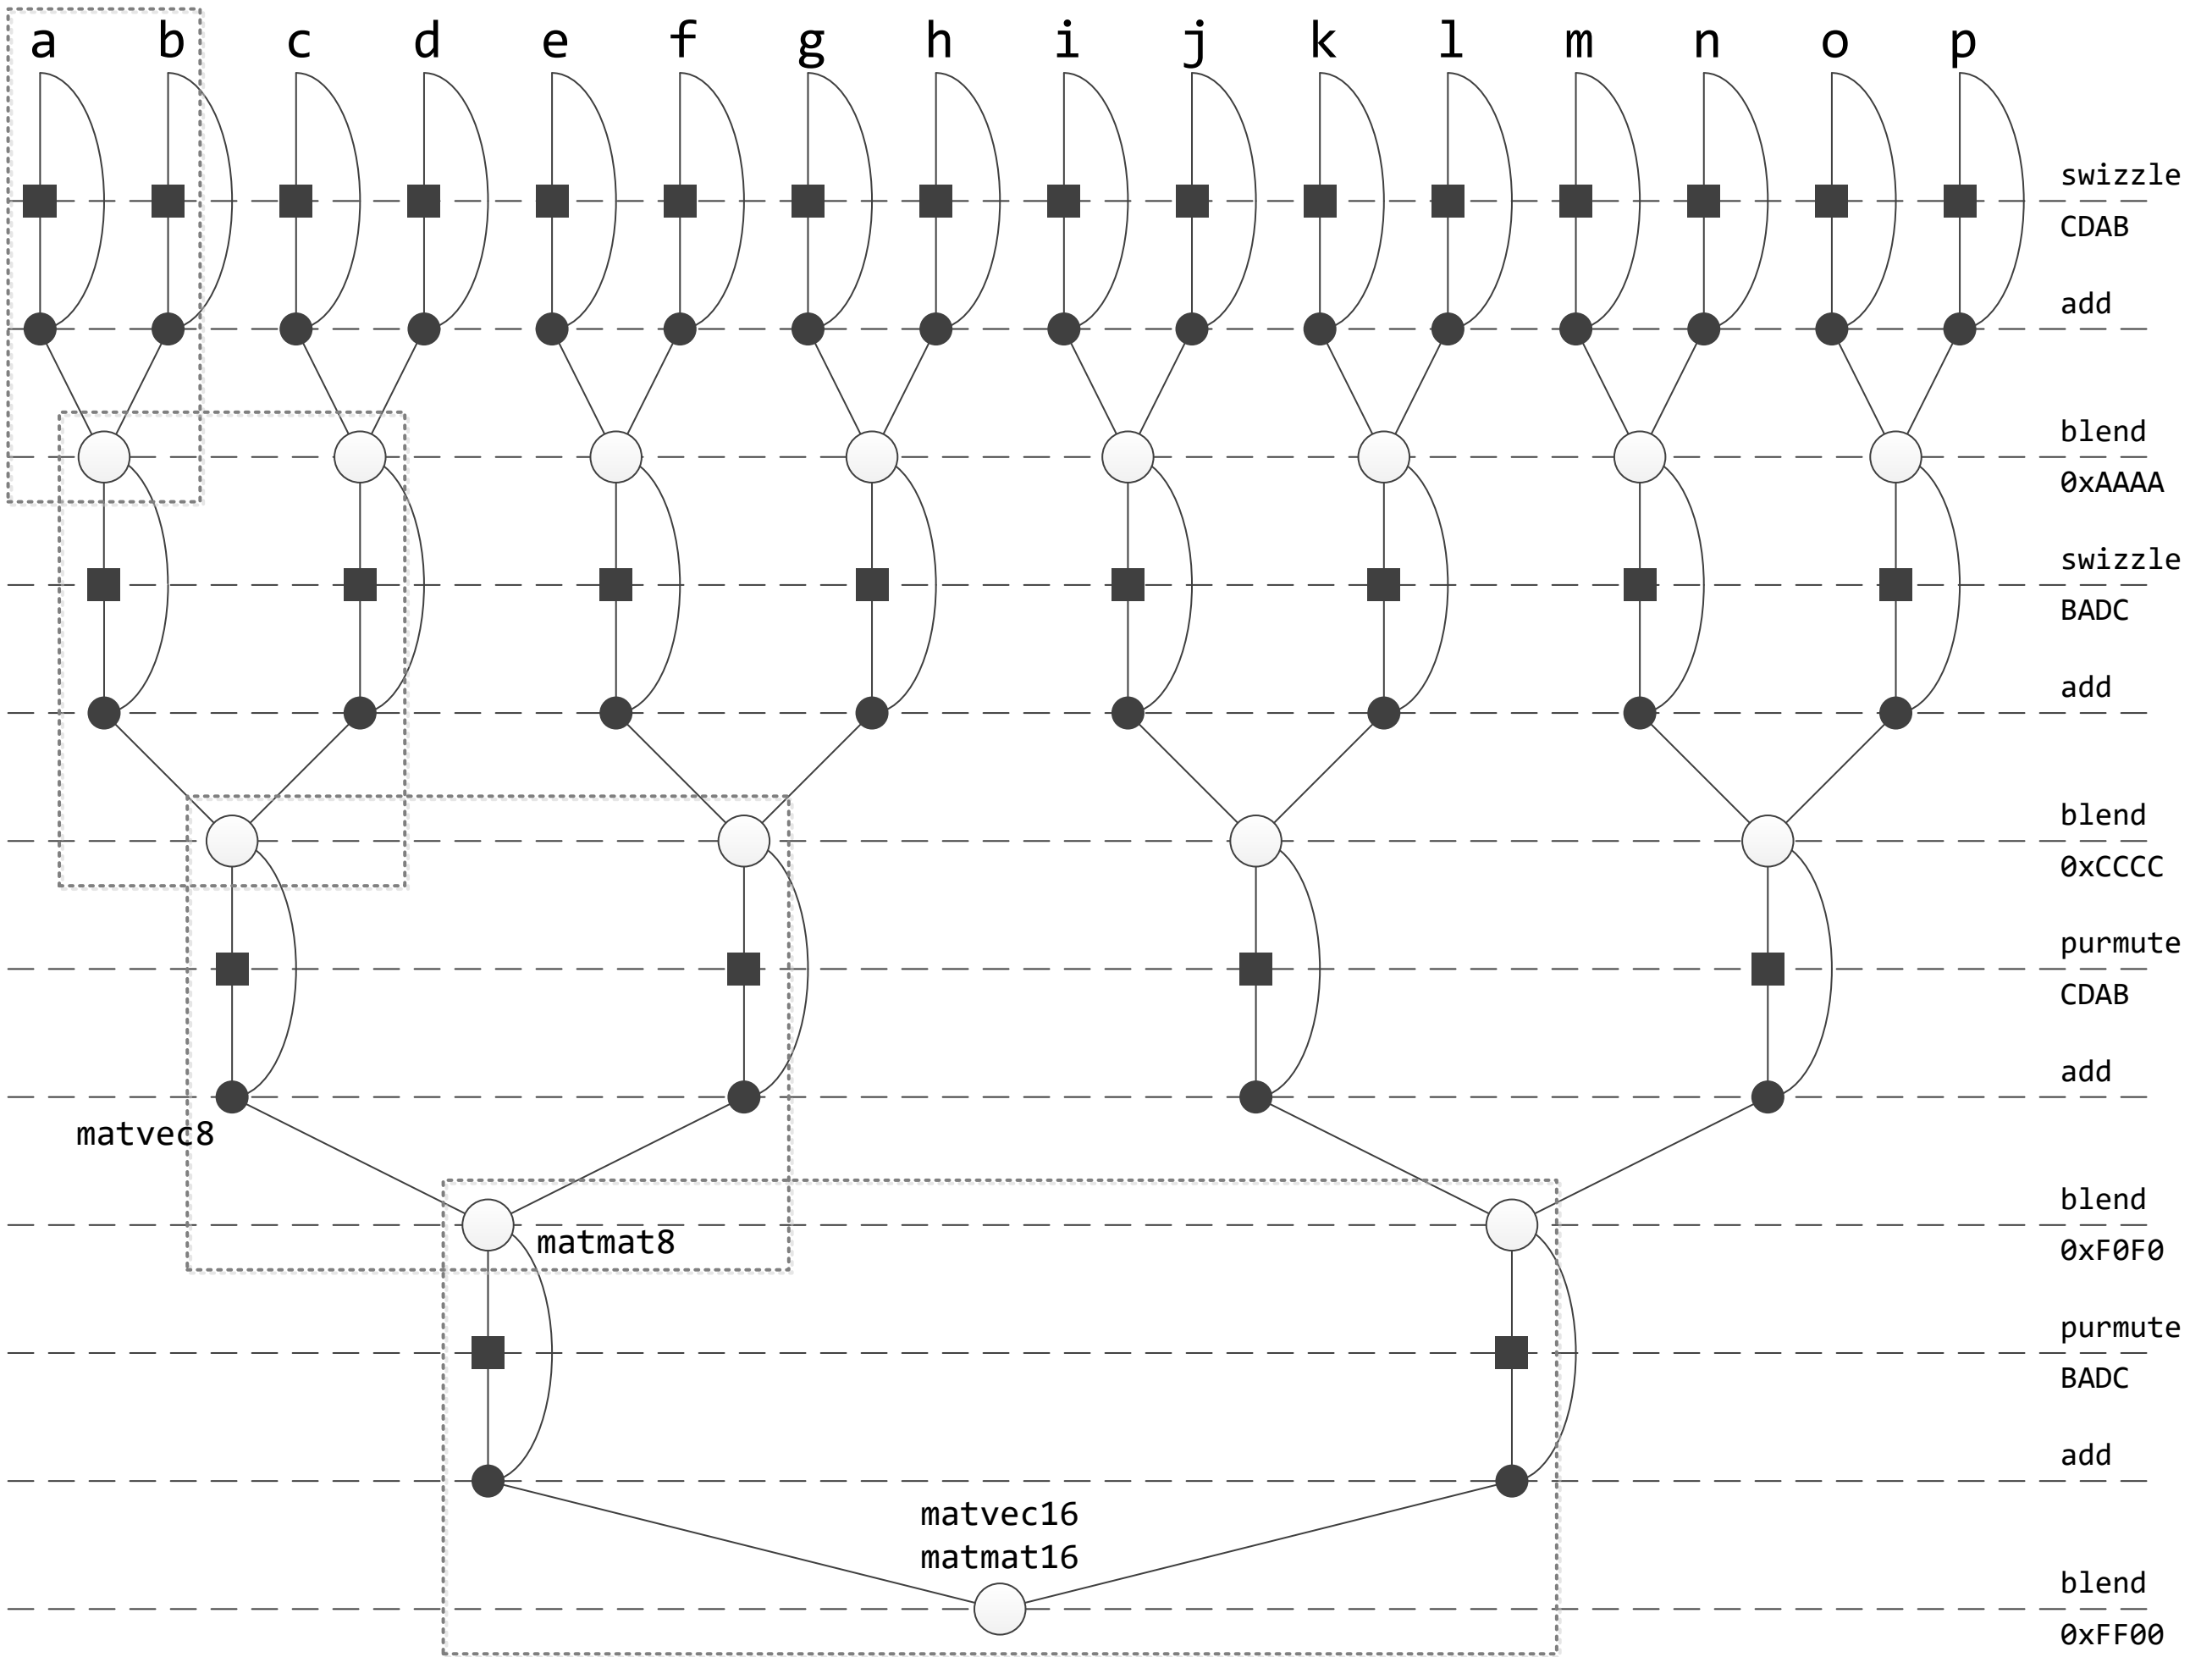 a b c d e f g h i j k l m n o p
swizzle
CDAB
add
blend
0xAAAA
swizzle
BADC
add
blend
0xCCCC
purmute
CDAB
add
matvec8
blend
matmat8
0xF0F0
purmute
BADC
add
matvec16
matmat16
blend
0xFF00